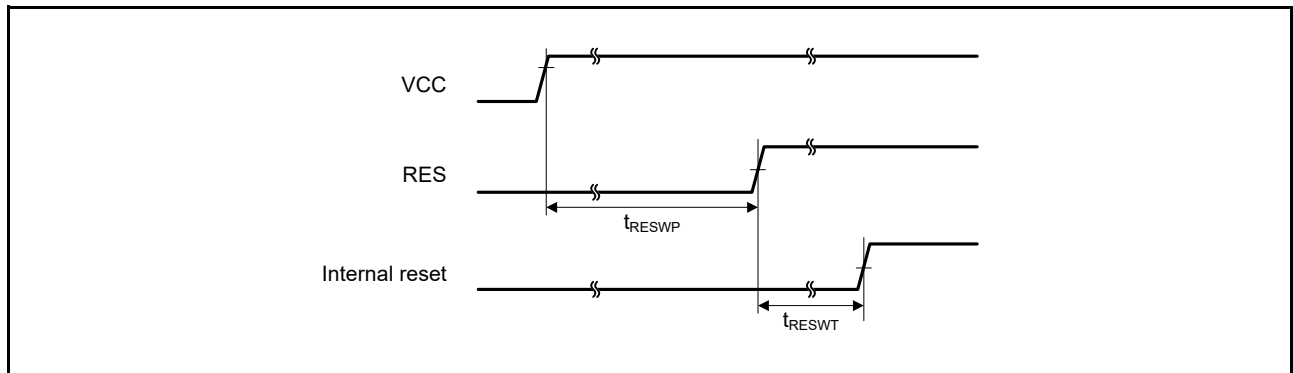 VCC
RES
tRESWP
Internal reset
tRESWT